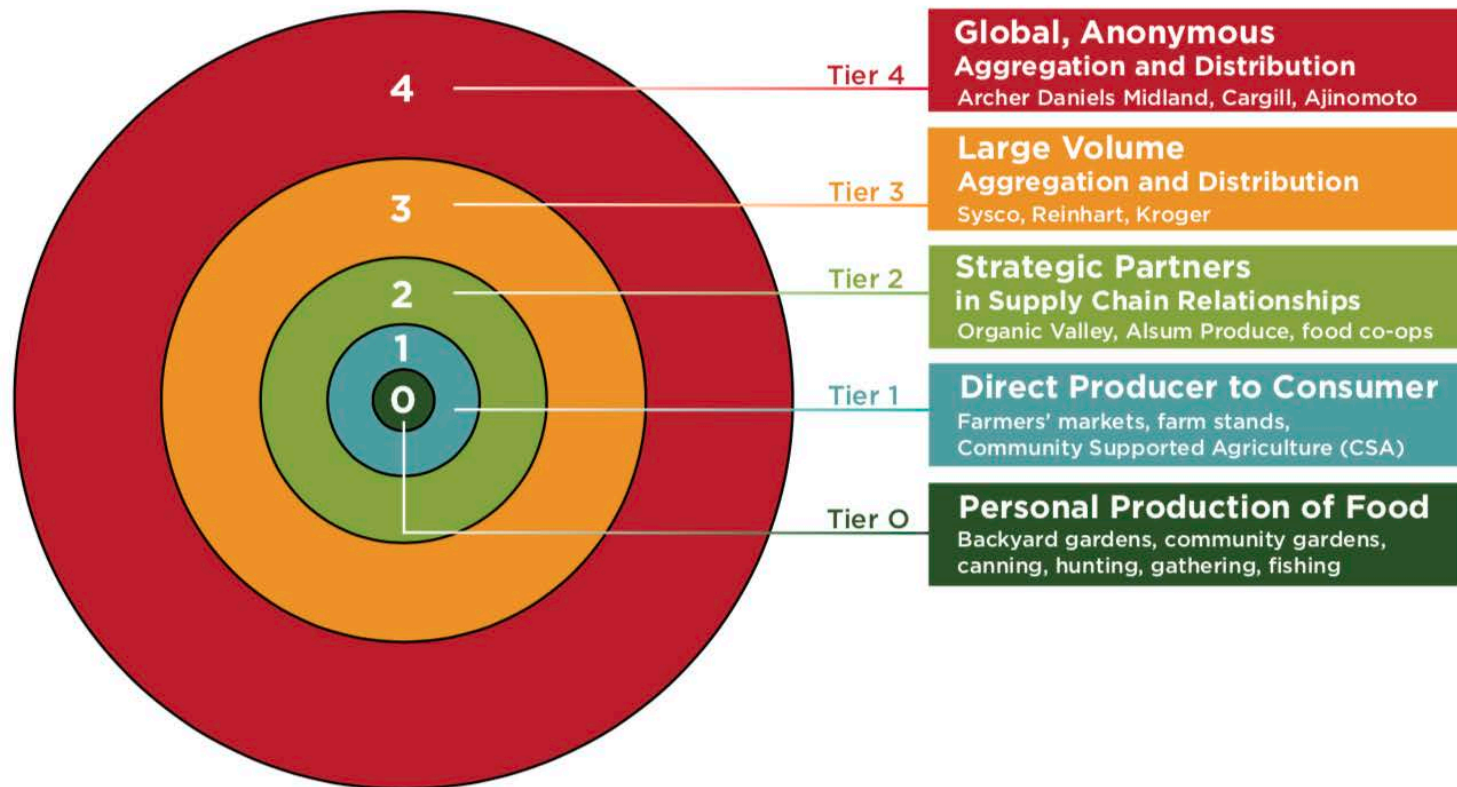 4
Tier 4
Global, Anonymous
Aggregation and Distribution
Archer Daniels Midland, Cargill, Ajinomoto
3
Tier 3
Large Volume
Aggregation and Distribution
Sysco, Reinhart, Kroger
2
Tier 2
Strategic Partners
in Supply Chain Relationships
Organic Valley, Alsum Produce, food co-ops
1
Tier 1
Direct Producer to Consumer
Farmers’ markets, farm stands,
Community Supported Agriculture (CSA)
0
Tier O
Personal Production of Food
Backyard gardens, community gardens,
canning, hunting, gathering, fishing